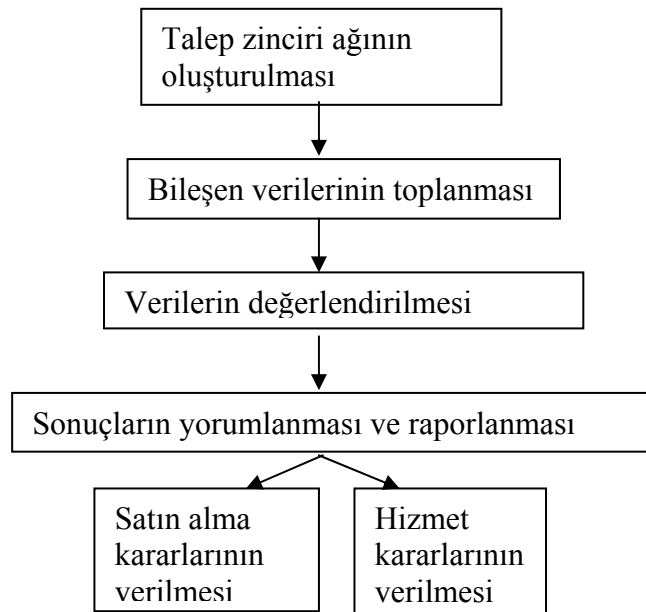 Talep zinciri ağının
oluşturulması
Bileşen verilerinin toplanması
Verilerin değerlendirilmesi
Sonuçların yorumlanması ve raporlanması
Satın alma
kararlarının
verilmesi
Hizmet
kararlarının
verilmesi